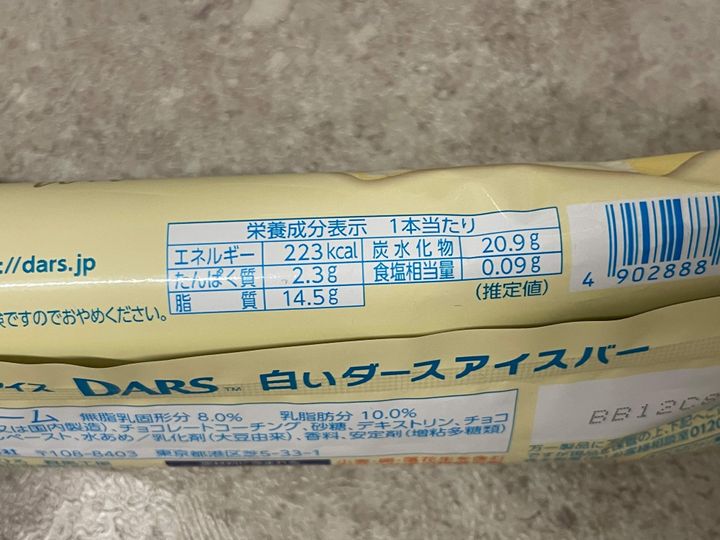 栄養成分表示 1本当たり
エネルギー 223kcal 炭水化物 20.9g
たんぱく質 2.3g 食塩相当量 0.09g
脂質 14.5g (推定値)
://dars.jp
4 902888
ですのでおやめください。
アイス DARS TM 白いダースアイスバー
ーム 無脂乳固形分 8.0% 乳脂肪分 10.0%
は国内製造)、チョコレートコーチング、砂糖、デキストリン、チョコ
ペースト、水あめ/乳化剤(大豆由来)、香料、安定剤(増粘多糖類)
〒108-8403 東京都港区芝5-33-1